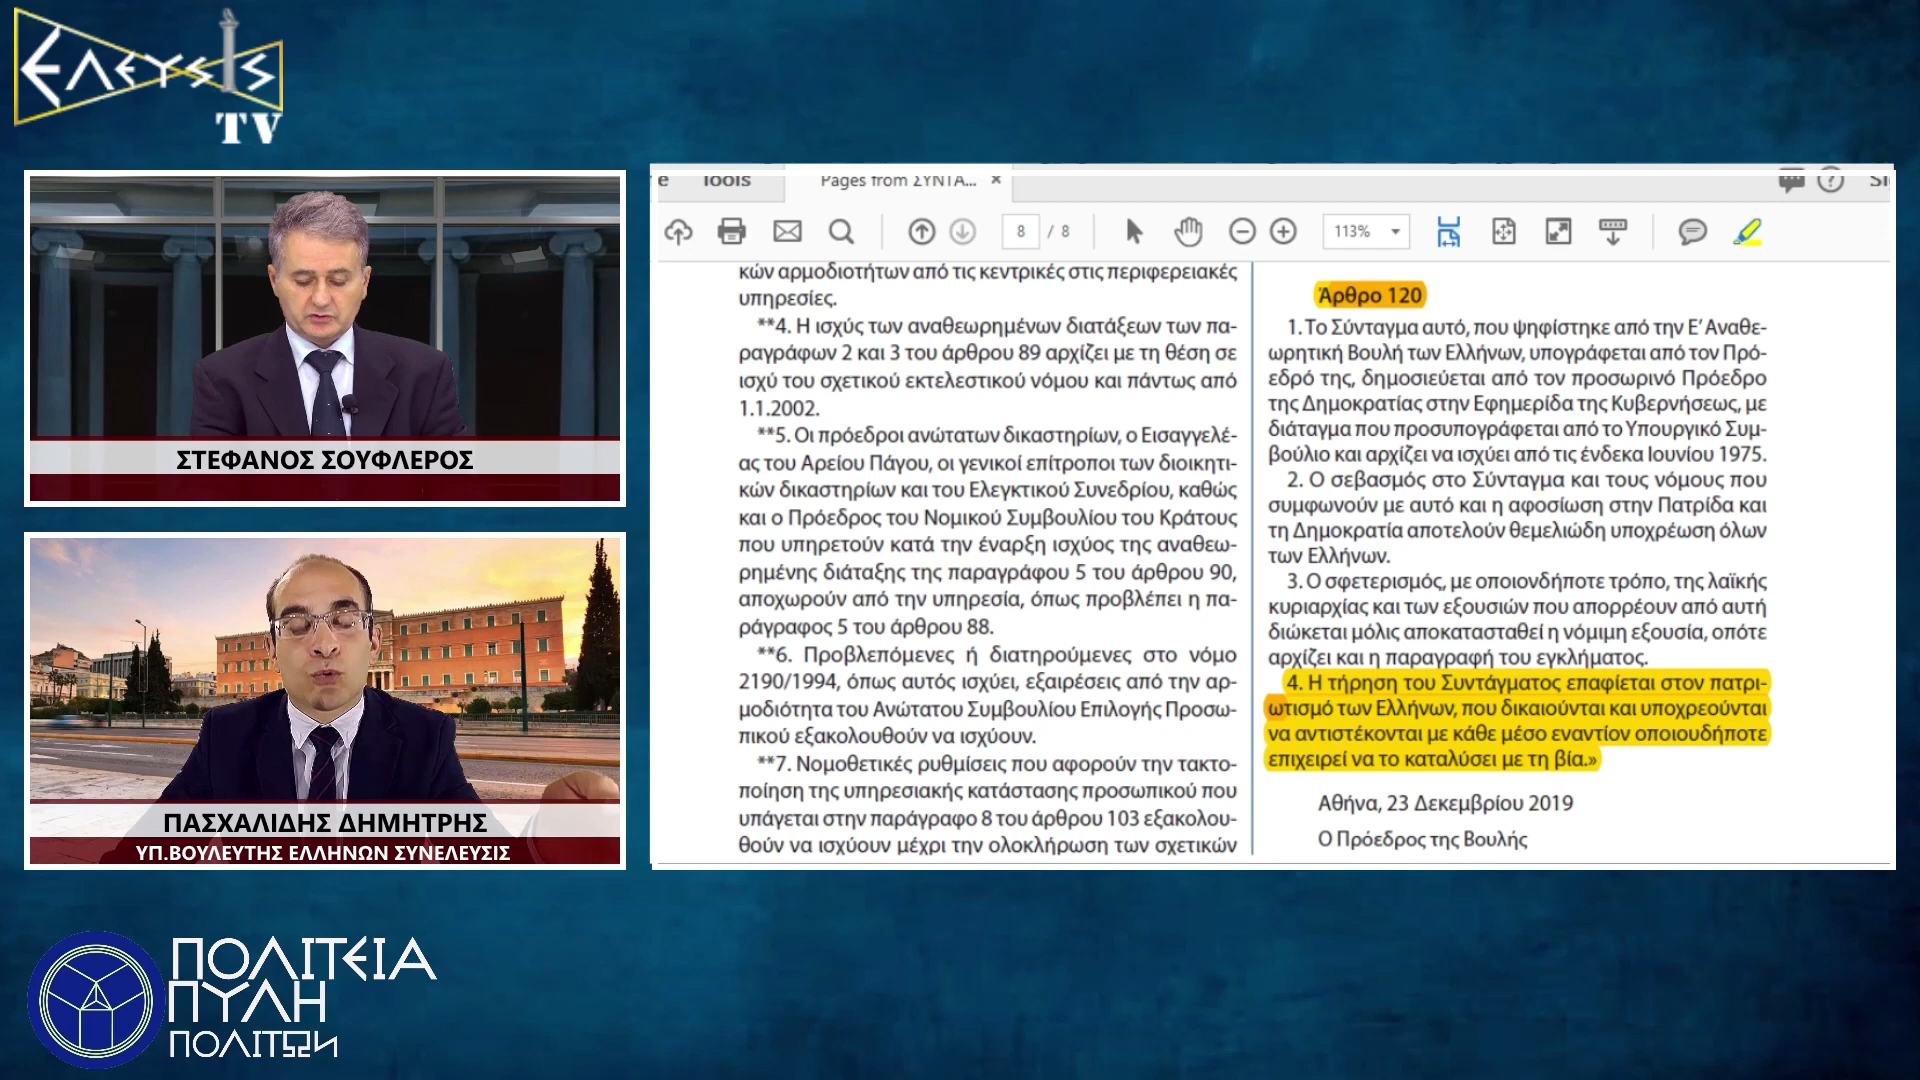 ΕΛΕΥΣΙΣ
TV
ΣΤΕΦΑΝΟΣ ΣΟΥΦΛΕΡΟΣ
ΠΑΣΧΑΛΙΔΗΣ ΔΗΜΗΤΡΗΣ
ΥΠ.ΒΟΥΛΕΥΤΗΣ ΕΛΛΗΝΩΝ ΣΥΝΕΛΕΥΣΙΣ
ΠΟΛΙΤΕΙΑ
ΠΥΛΗ
ΠΟΛΙΤΩΝ
e Tools Pages from ΣΥΝΤΑ... ×
8 / 8 113%
κών αρμοδιοτήτων από τις κεντρικές στις περιφερειακές
υπηρεσίες.
**4. Η ισχύς των αναθεωρημένων διατάξεων των πα-
ραγράφων 2 και 3 του άρθρου 89 αρχίζει με τη θέση σε
ισχύ του σχετικού εκτελεστικού νόμου και πάντως από
1.1.2002.
**5. Οι πρόεδροι ανώτατων δικαστηρίων, ο Εισαγγελέ-
ας του Αρείου Πάγου, οι γενικοί επίτροποι των διοικητι-
κών δικαστηρίων και του Ελεγκτικού Συνεδρίου, καθώς
και ο Πρόεδρος του Νομικού Συμβουλίου του Κράτους
που υπηρετούν κατά την έναρξη ισχύος της αναθεω-
ρημένης διάταξης της παραγράφου 5 του άρθρου 90,
αποχωρούν από την υπηρεσία, όπως προβλέπει η πα-
ράγραφος 5 του άρθρου 88.
**6. Προβλεπόμενες ή διατηρούμενες στο νόμο
2190/1994, όπως αυτός ισχύει, εξαιρέσεις από την αρ-
μοδιότητα του Ανώτατου Συμβουλίου Επιλογής Προσω-
πικού εξακολουθούν να ισχύουν.
**7. Νομοθετικές ρυθμίσεις που αφορούν την τακτο-
ποίηση της υπηρεσιακής κατάστασης προσωπικού που
υπάγεται στην παράγραφο 8 του άρθρου 103 εξακολου-
θούν να ισχύουν μέχρι την ολοκλήρωση των σχετικών
Άρθρο 120
1. Το Σύνταγμα αυτό, που ψηφίστηκε από την Ε' Αναθε-
ωρητική Βουλή των Ελλήνων, υπογράφεται από τον Πρό-
εδρό της, δημοσιεύεται από τον προσωρινό Πρόεδρο
της Δημοκρατίας στην Εφημερίδα της Κυβερνήσεως, με
διάταγμα που προσυπογράφεται από το Υπουργικό Συμ-
βούλιο και αρχίζει να ισχύει από τις ένδεκα Ιουνίου 1975.
2. Ο σεβασμός στο Σύνταγμα και τους νόμους που
συμφωνούν με αυτό και η αφοσίωση στην Πατρίδα και
τη Δημοκρατία αποτελούν θεμελιώδη υποχρέωση όλων
των Ελλήνων.
3. Ο σφετερισμός, με οποιονδήποτε τρόπο, της λαϊκής
κυριαρχίας και των εξουσιών που απορρέουν από αυτή
διώκεται μόλις αποκατασταθεί η νόμιμη εξουσία, οπότε
αρχίζει και η παραγραφή του εγκλήματος.
4. Η τήρηση του Συντάγματος επαφίεται στον πατρι-
ωτισμό των Ελλήνων, που δικαιούνται και υποχρεούνται
να αντιστέκονται με κάθε μέσο εναντίον οποιουδήποτε
επιχειρεί να το καταλύσει με τη βία.»
Αθήνα, 23 Δεκεμβρίου 2019
Ο Πρόεδρος της Βουλής